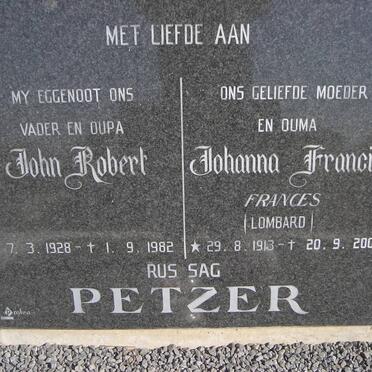 MET LIEFDE AAN
MY EGGENOOT ONS
VADER EN OUPA
John Robert
7. 3. 1928 - † 1. 9. 1982
ONS GELIEFDE MOEDER
EN OUMA
Johanna Franci
FRANCES
(LOMBARD)
★ 29. 8. 1913 - † 20. 9. 200
RUS SAG
PETZER